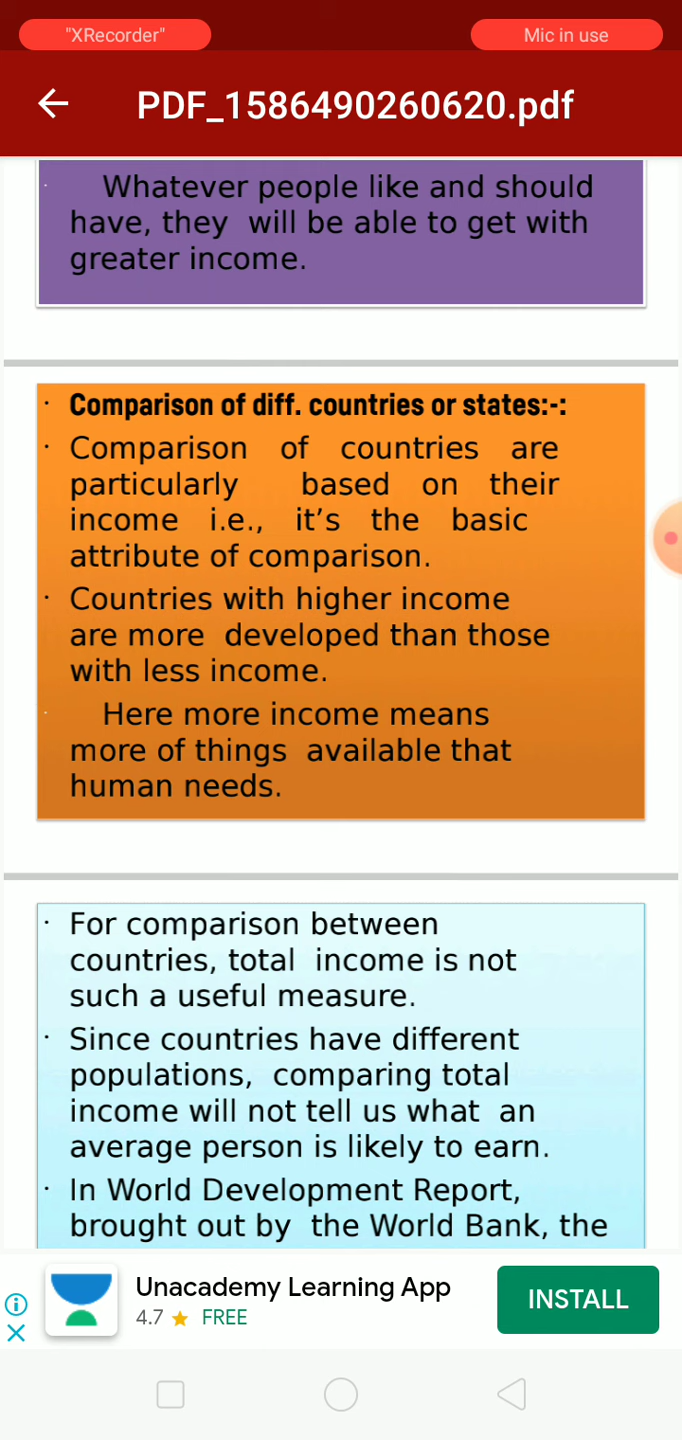 "XRecorder"
Mic in use
PDF_1586490260620.pdf
Whatever people like and should
have, they will be able to get with
greater income.
· Comparison of diff. countries or states:-:
· Comparison of countries are
particularly based on their
income i.e., it’s the basic
attribute of comparison.
· Countries with higher income
are more developed than those
with less income.
Here more income means
more of things available that
human needs.
· For comparison between
countries, total income is not
such a useful measure.
· Since countries have different
populations, comparing total
income will not tell us what an
average person is likely to earn.
· In World Development Report,
brought out by the World Bank, the
Unacademy Learning App
4.7 ★ FREE
INSTALL